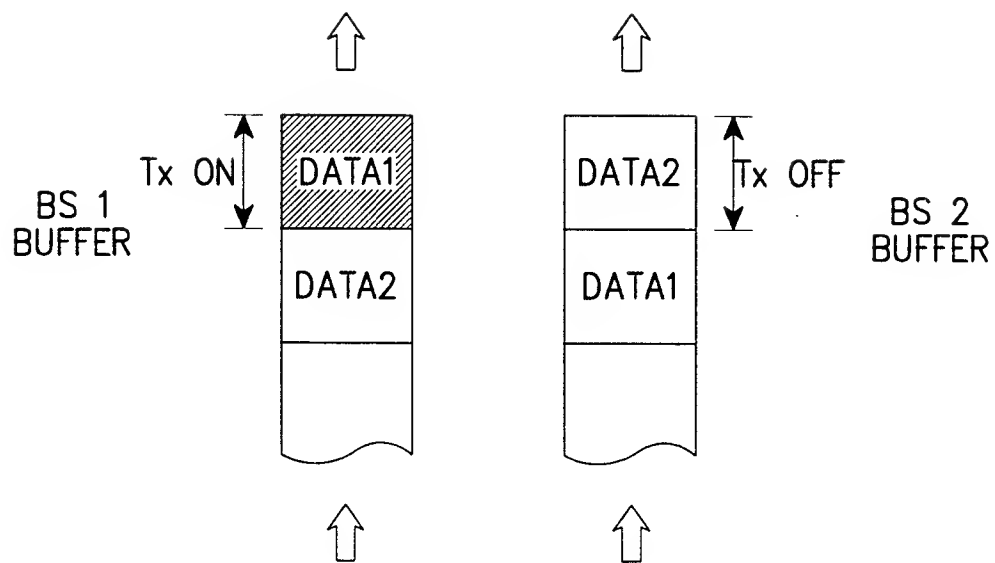 Tx ON
DATA1
DATA2
Tx OFF
BS 1
BUFFER
BS 2
BUFFER
DATA2
DATA1